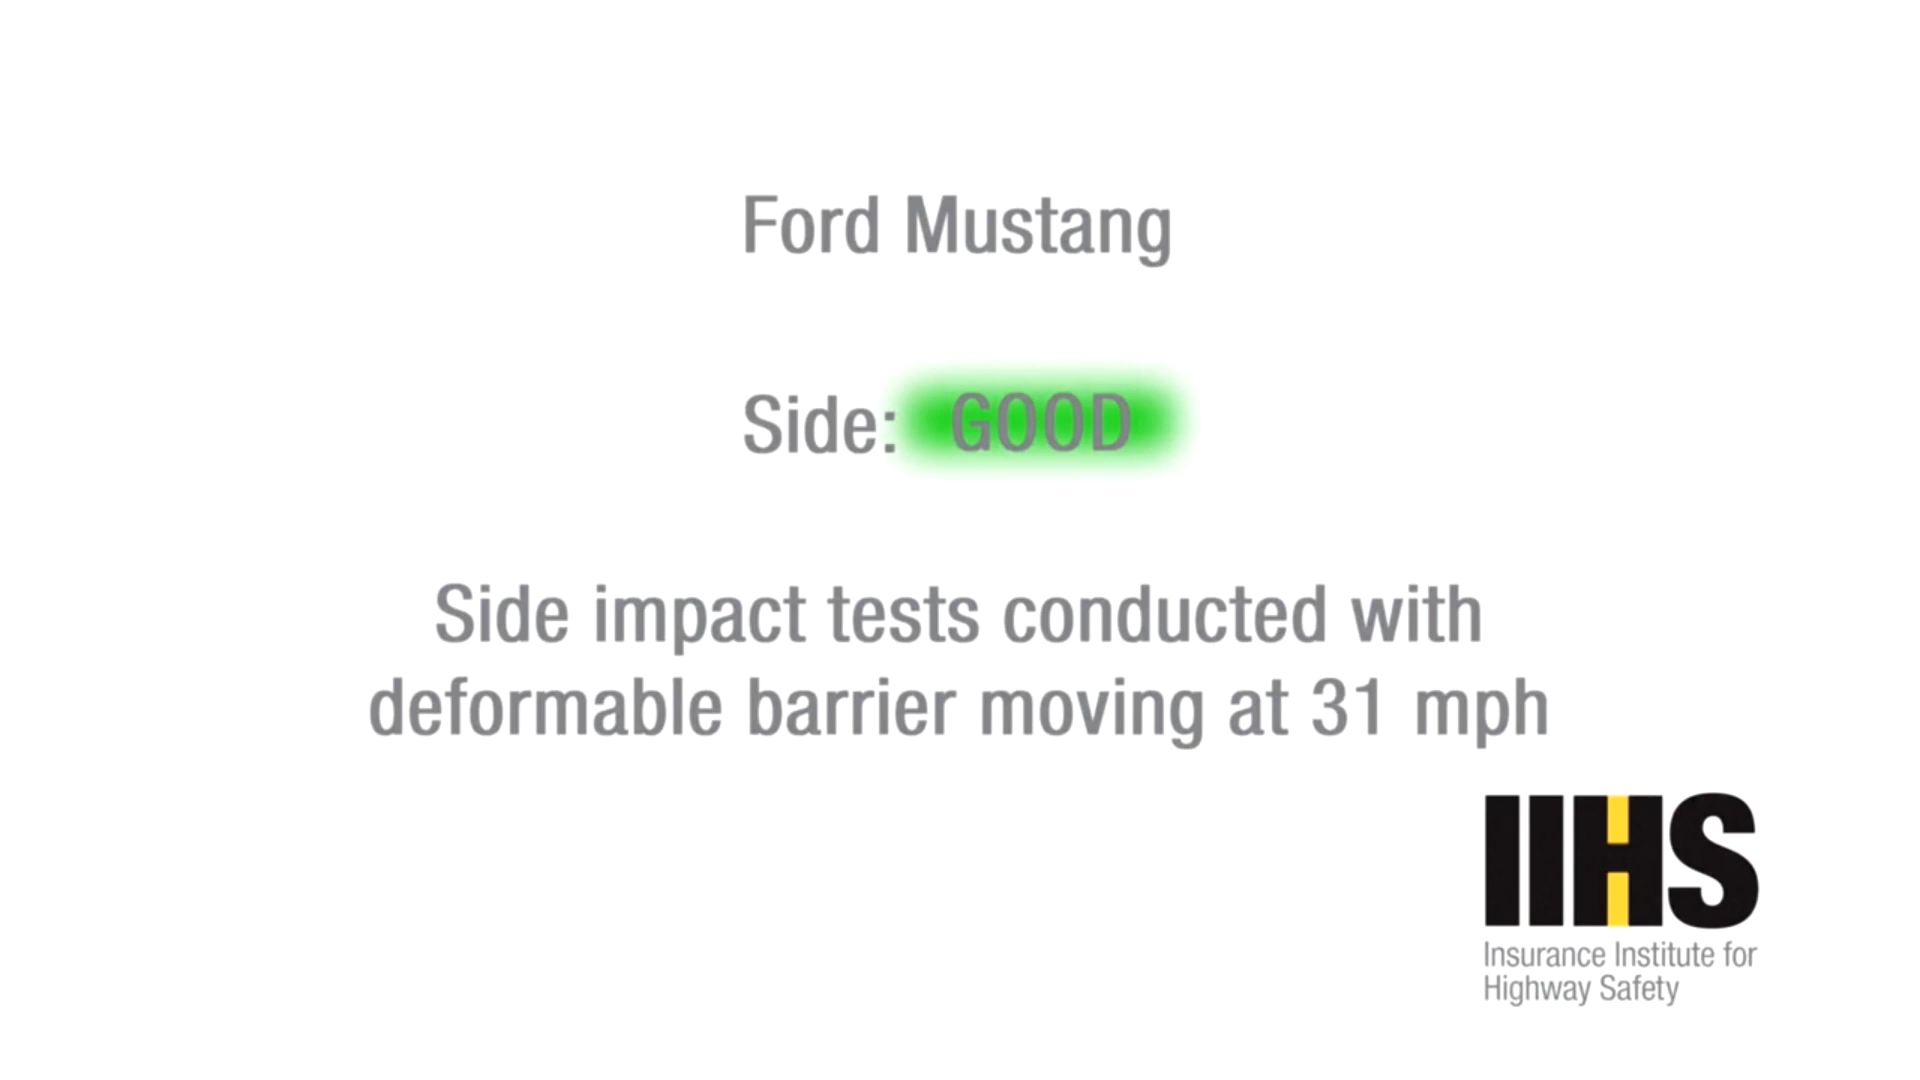 Ford Mustang
Side: GOOD
Side impact tests conducted with
deformable barrier moving at 31 mph
IIHS
Insurance Institute for
Highway Safety